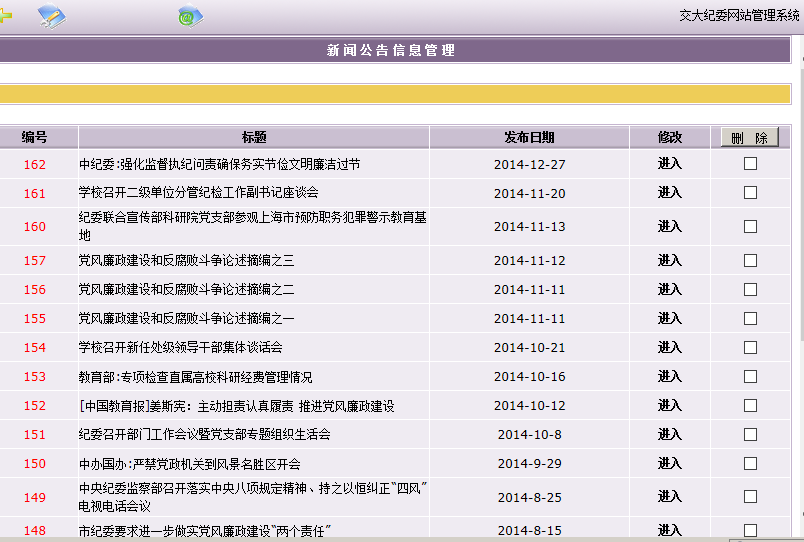 交大纪委网站管理系统
新闻公告信息管理
编号 标题 发布日期 修改 删 除
162 中纪委:强化监督执纪问责确保务实节俭文明廉洁过节 2014-12-27 进入
161 学校召开二级单位分管纪检工作副书记座谈会 2014-11-20 进入
160 纪委联合宣传部科研院党支部参观上海市预防职务犯罪警示教育基 2014-11-13 进入
地
157 党风廉政建设和反腐败斗争论述摘编之三 2014-11-12 进入
156 党风廉政建设和反腐败斗争论述摘编之二 2014-11-11 进入
155 党风廉政建设和反腐败斗争论述摘编之一 2014-11-11 进入
154 学校召开新任处级领导干部集体谈话会 2014-10-21 进入
153 教育部:专项检查直属高校科研经费管理情况 2014-10-16 进入
152 [中国教育报]姜斯宪：主动担责认真履责 推进党风廉政建设 2014-10-12 进入
151 纪委召开部门工作会议暨党支部专题组织生活会 2014-10-8 进入
150 中办国办:严禁党政机关到风景名胜区开会 2014-9-29 进入
149 中央纪委监察部召开落实中央八项规定精神、持之以恒纠正“四风” 2014-8-25 进入
电视电话会议
148 市纪委要求进一步做实党风廉政建设“两个责任” 2014-8-15 进入